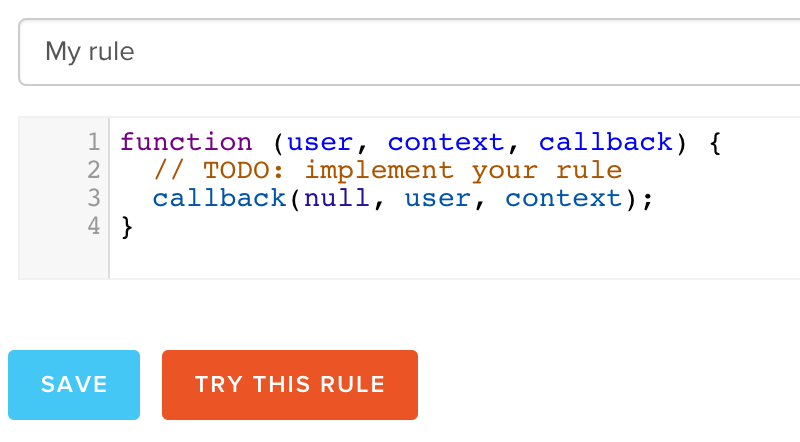 My rule
1 function (user, context, callback) {
2   // TODO: implement your rule
3   callback(null, user, context);
4 }
SAVE
TRY THIS RULE